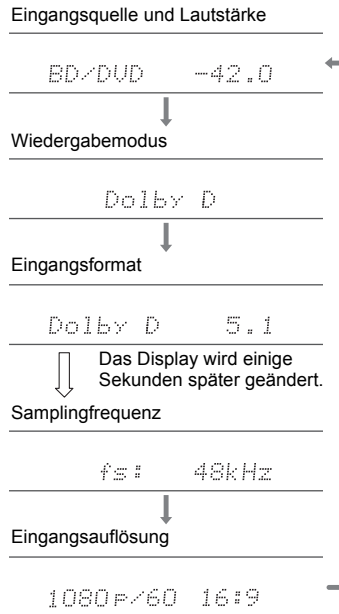 Eingangsquelle und Lautstärke
BD/DVD -42.0
Wiedergabemodus
Dolby D
Eingangsformat
Dolby D 5.1
Das Display wird einige
Sekunden später geändert.
Samplingfrequenz
fs: 48kHz
Eingangsauflösung
1080p/60 16:9